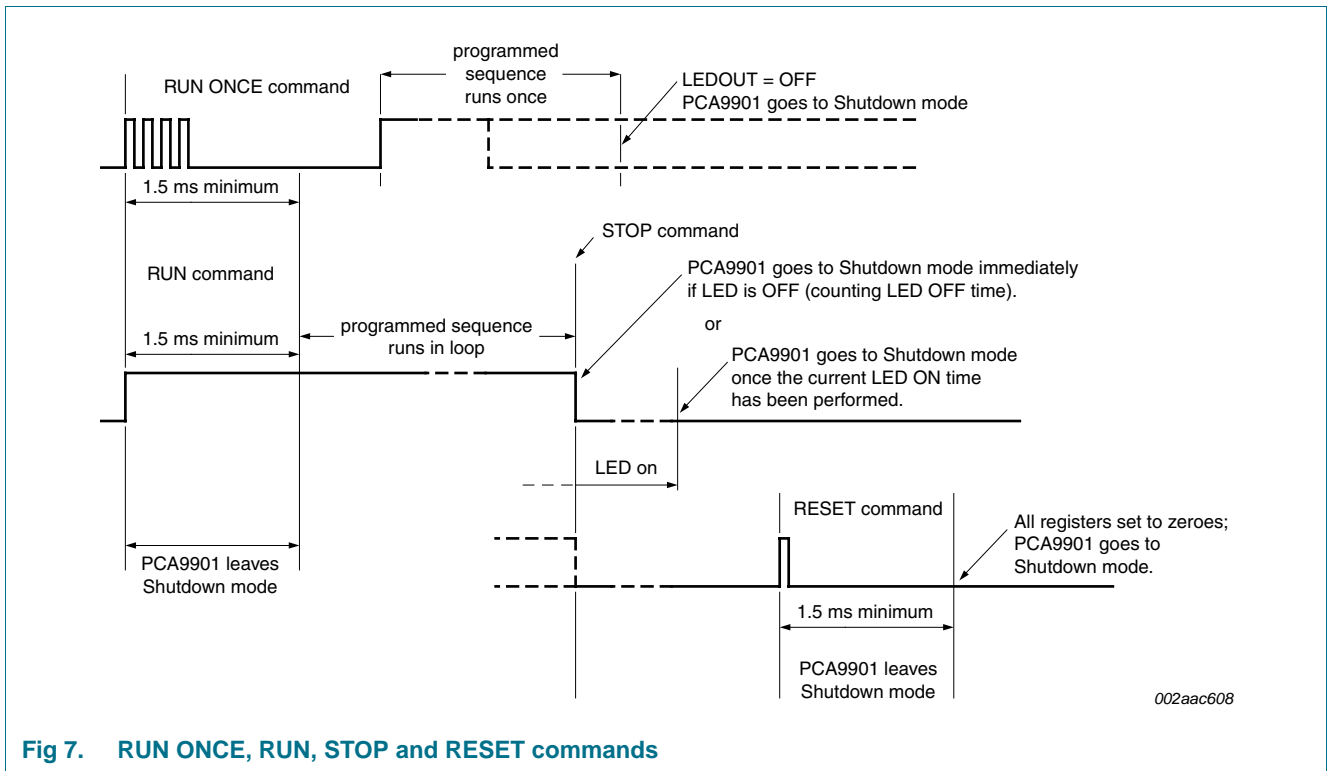 programmed
sequence
runs once
RUN ONCE command
LEDOUT = OFF
PCA9901 goes to Shutdown mode
1.5 ms minimum
STOP command
RUN command
PCA9901 goes to Shutdown mode immediately
if LED is OFF (counting LED OFF time).
or
1.5 ms minimum
programmed sequence
runs in loop
PCA9901 goes to Shutdown mode
once the current LED ON time
has been performed.
LED on
RESET command
All registers set to zeroes;
PCA9901 goes to
Shutdown mode.
PCA9901 leaves
Shutdown mode
1.5 ms minimum
PCA9901 leaves
Shutdown mode
002aac608
Fig 7. RUN ONCE, RUN, STOP and RESET commands